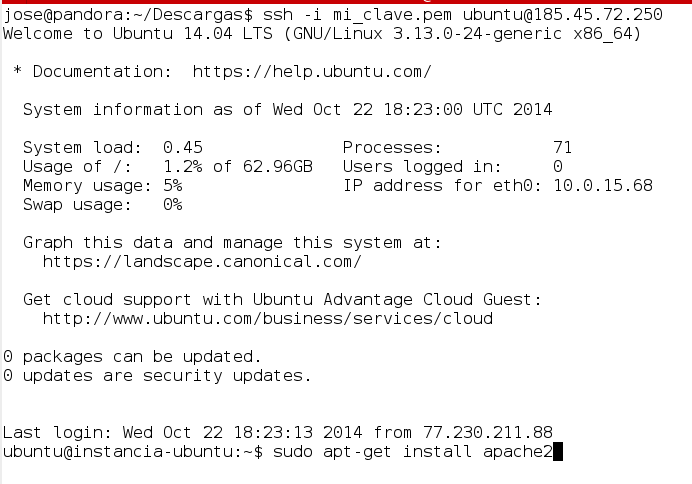 jose@pandora:~/Descargas$ ssh -i mi_clave.pem ubuntu@185.45.72.250
Welcome to Ubuntu 14.04 LTS (GNU/Linux 3.13.0-24-generic x86_64)
* Documentation:  https://help.ubuntu.com/
System information as of Wed Oct 22 18:23:00 UTC 2014
System load:  0.45               Processes:           71
Usage of /:   1.2% of 62.96GB   Users logged in:     0
Memory usage: 5%                 IP address for eth0: 10.0.15.68
Swap usage:   0%
Graph this data and manage this system at:
https://landscape.canonical.com/
Get cloud support with Ubuntu Advantage Cloud Guest:
http://www.ubuntu.com/business/services/cloud
0 packages can be updated.
0 updates are security updates.
Last login: Wed Oct 22 18:23:13 2014 from 77.230.211.88
ubuntu@instancia-ubuntu:~$ sudo apt-get install apache2